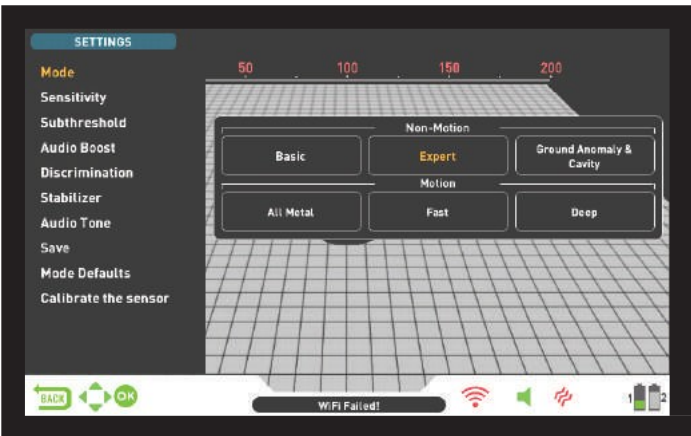 SETTINGS
Mode
Sensitivity
Subthreshold
Audio Boost
Discrimination
Stabilizer
Audio Tone
Save
Mode Defaults
Calibrate the sensor
50 100 150 200
Non-Motion
Basic
Expert
Ground Anomaly &
Cavity
Motion
All Metal
Fast
Deep
BACK
OK
WiFi Failed!
1
2